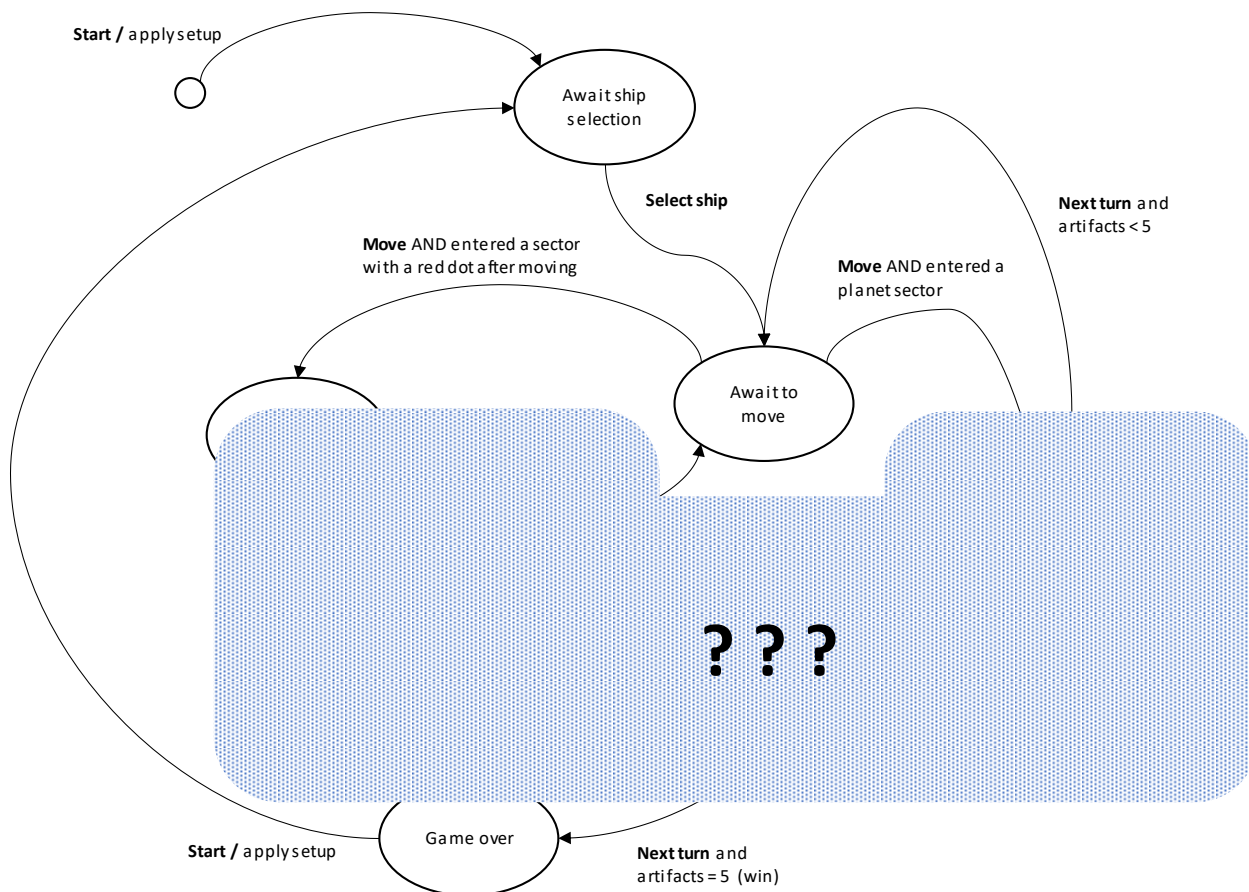 Start / apply setup
Await ship
selection
Select ship
Next turn and
artifacts < 5
Move AND entered a sector
with a red dot after moving
Move AND entered a
planet sector
Await to
move
? ? ?
Game over
Start / apply setup
Next turn and
artifacts = 5 (win)